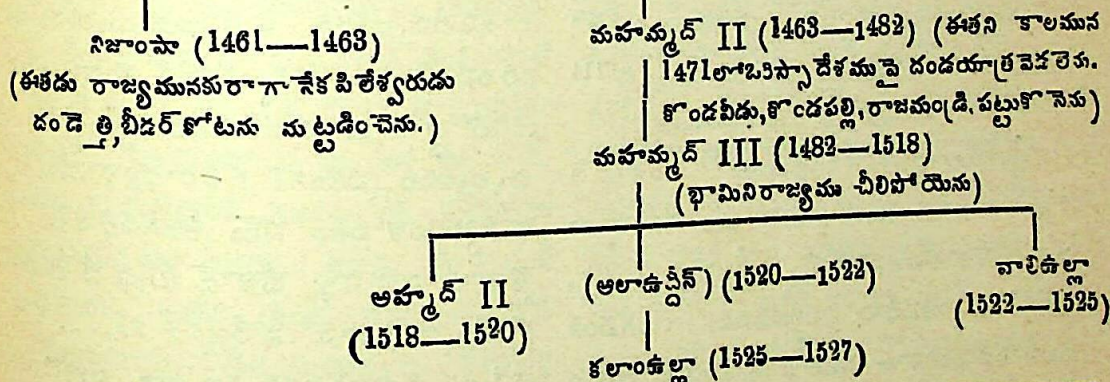 నిజాంషా (1461—1463)
(ఈతడు రాజ్యమునకురాగానేకపిలేశ్వరుడు
దండెత్తి,బీడర్ కోటను ముట్టడించెను.)
మహమ్మద్ II (1463—1482) (ఈతని కాలమున
1471లోఒరిస్సా దేశముపై దండయాత్ర వెడలెను.
కొండవీడు,కొండపల్లి,రాజమండ్రి,పట్టుకొనెను)
మహమ్మద్ III (1482—1518)
(భామినిరాజ్యము చీలిపోయెను)
అహ్మద్ II
(1518—1520)
(అలాఉద్దీన్) (1520—1522)
వాలిఉల్లా
(1522—1525)
కలాంఉల్లా (1525—1527)